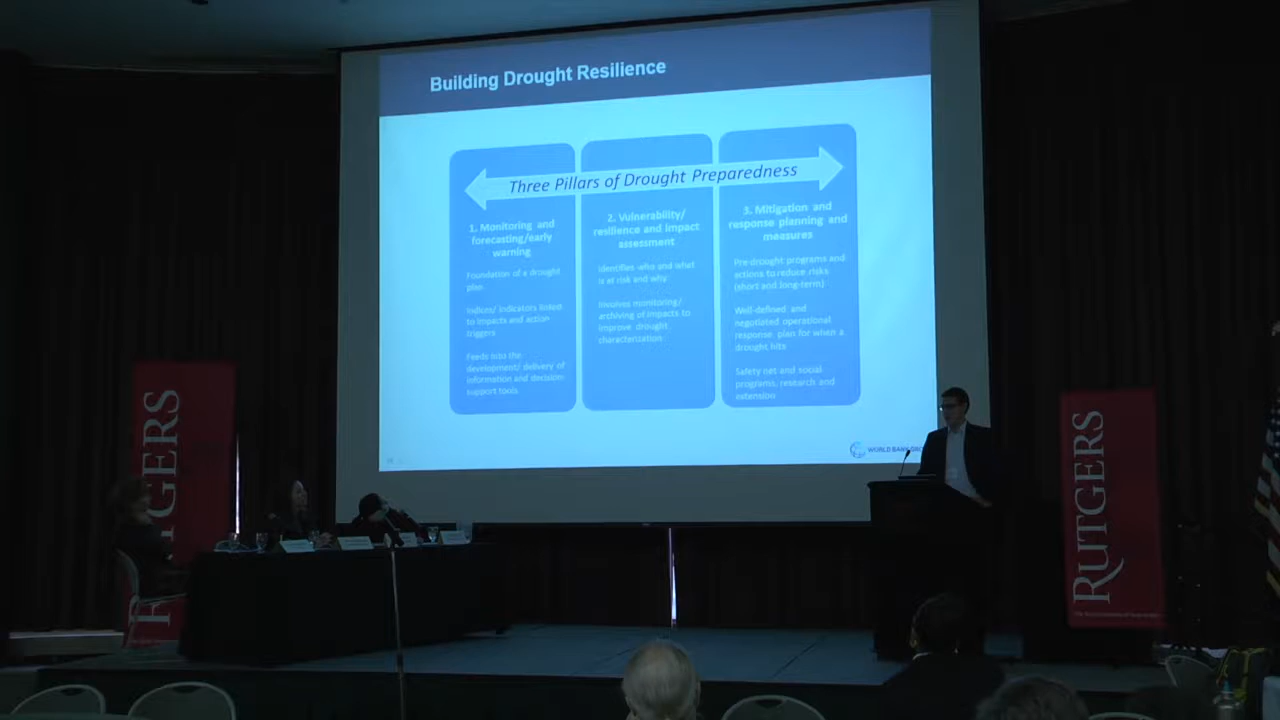 Building Drought Resilience
Three Pillars of Drought Preparedness
1. Monitoring and
forecasting/early
warning
Foundation of a drought
plan
Indices/ indicators linked
to impacts and action
triggers
Feeds into the
development/ delivery of
information and decision-
support tools
2. Vulnerability/
resilience and impact
assessment
Identifies who and what
is at risk and why
Involves monitoring/
archiving of impacts to
improve drought
characterization
3. Mitigation and
response planning and
measures
Pre-drought programs and
actions to reduce risks
(short and long-term)
Well-defined and
negotiated operational
response plan for when a
drought hits
Safety net and social
programs, research and
extension
WORLD BANK
RUTGERS
RUTGERS